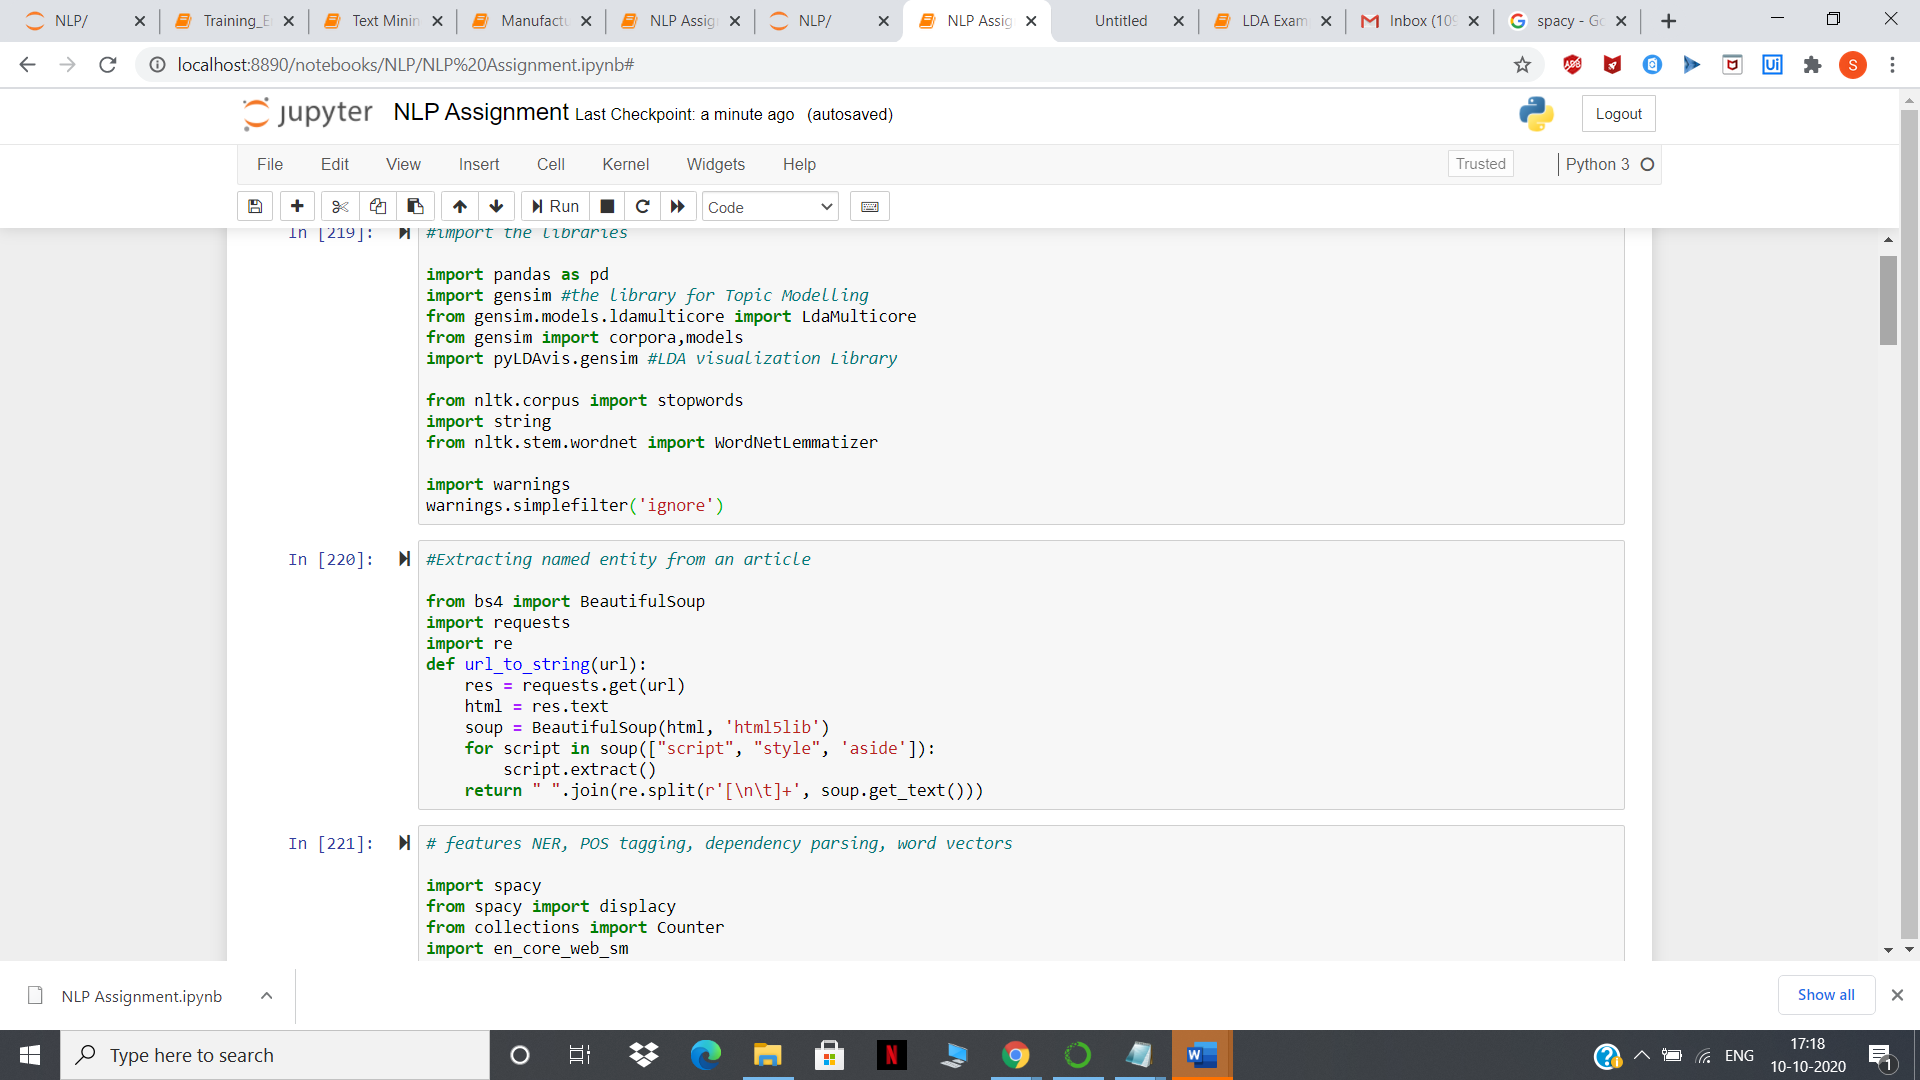 NLP/
Training_E
Text Minin
Manufactu
NLP Assig
NLP/
NLP Assig
Untitled
LDA Exam
Inbox (109
spacy - Go
localhost:8890/notebooks/NLP/NLP%20Assignment.ipynb#
S
jupyter NLP Assignment Last Checkpoint: a minute ago (autosaved)
Logout
File Edit View Insert Cell Kernel Widgets Help
Trusted
Python 3
Run
Code
In [219]: #import the libraries
import pandas as pd
import gensim #the library for Topic Modelling
from gensim.models.ldamulticore import LdaMulticore
from gensim import corpora,models
import pyLDAvis.gensim #LDA visualization Library
from nltk.corpus import stopwords
import string
from nltk.stem.wordnet import WordNetLemmatizer
import warnings
warnings.simplefilter('ignore')
In [220]: #Extracting named entity from an article
from bs4 import BeautifulSoup
import requests
import re
def url_to_string(url):
    res = requests.get(url)
    html = res.text
    soup = BeautifulSoup(html, 'html5lib')
    for script in soup(["script", "style", 'aside']):
        script.extract()
    return " ".join(re.split(r'[\n\t]+', soup.get_text()))
In [221]: # features NER, POS tagging, dependency parsing, word vectors
import spacy
from spacy import displacy
from collections import Counter
import en_core_web_sm
NLP Assignment.ipynb
Show all
Type here to search
ENG
17:18
10-10-2020
1